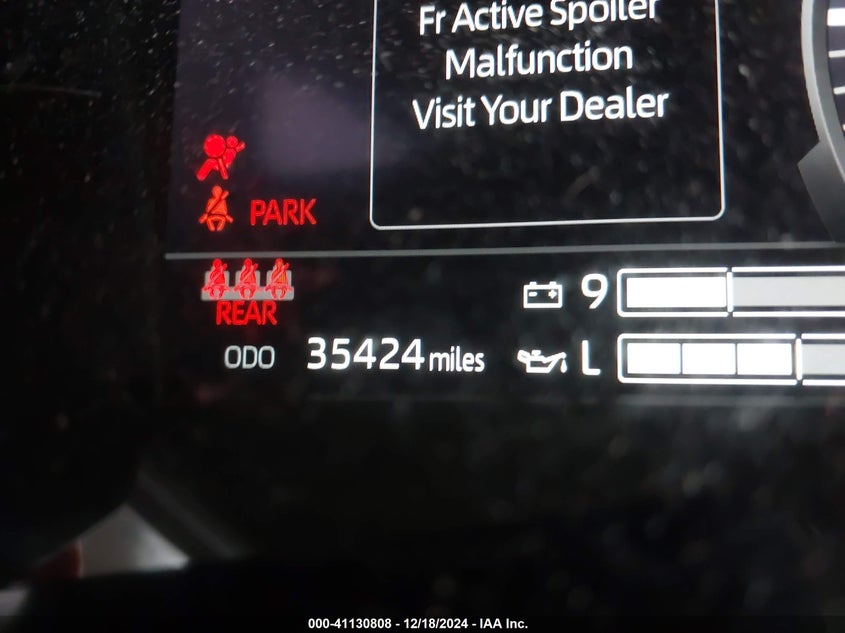 Fr Active Spoiler
Malfunction
Visit Your Dealer
PARK
REAR
9
ODO 35424 miles L
000-41130808 - 12/18/2024 - IAA Inc.